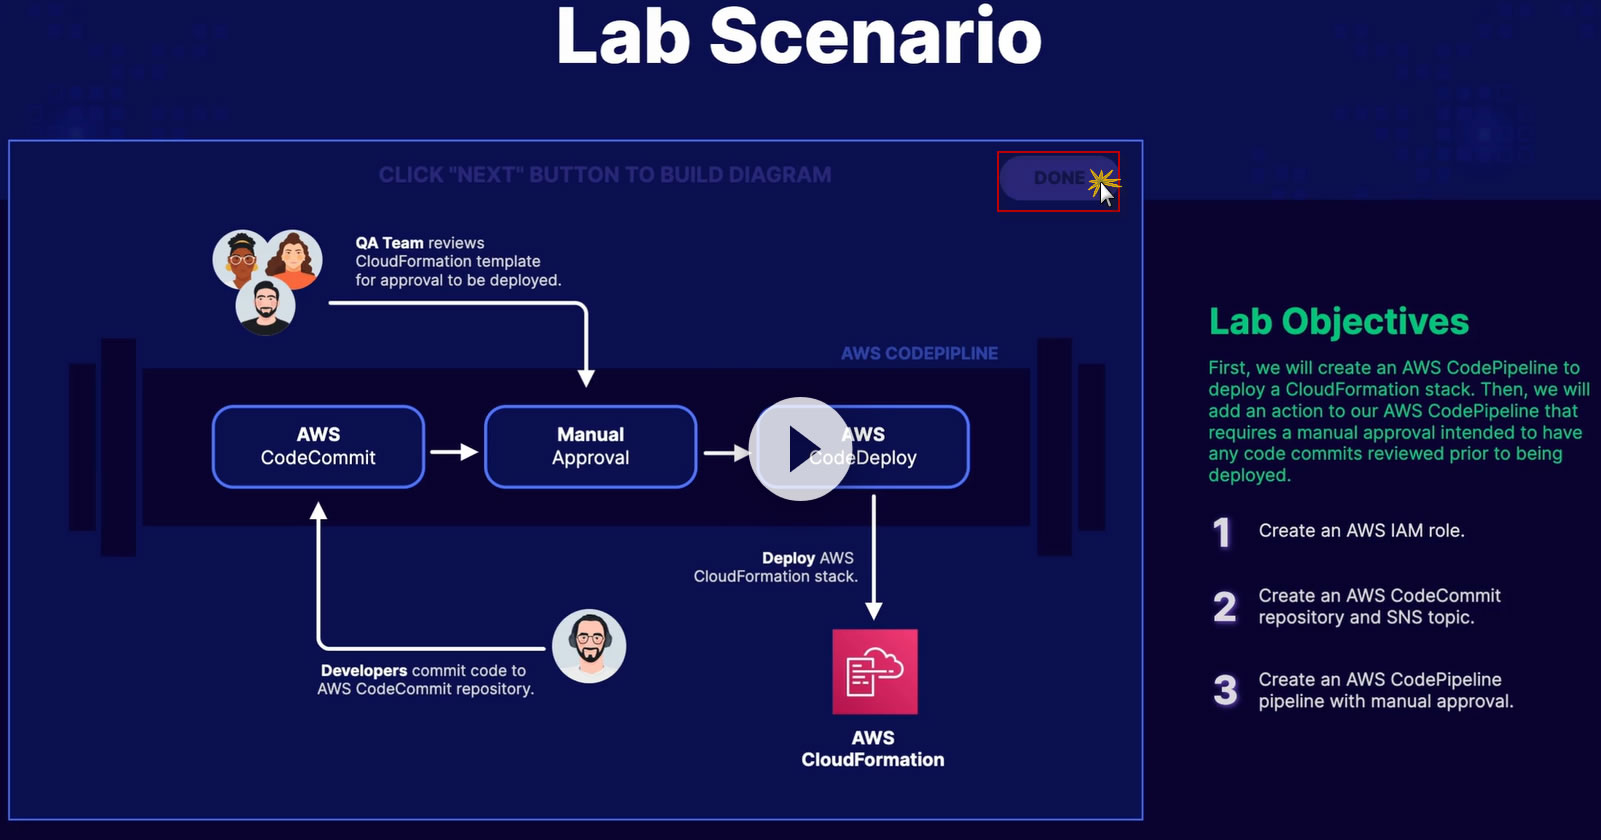 Lab Scenario
CLICK "NEXT" BUTTON TO BUILD DIAGRAM
DONE
QA Team reviews
CloudFormation template
for approval to be deployed.
AWS CODEPIPLINE
AWS
CodeCommit
Manual
Approval
AWS
CodeDeploy
Deploy AWS
CloudFormation stack.
Developers commit code to
AWS CodeCommit repository.
AWS
CloudFormation
Lab Objectives
First, we will create an AWS CodePipeline to
deploy a CloudFormation stack. Then, we will
add an action to our AWS CodePipeline that
requires a manual approval intended to have
any code commits reviewed prior to being
deployed.
1 Create an AWS IAM role.
2 Create an AWS CodeCommit
repository and SNS topic.
3 Create an AWS CodePipeline
pipeline with manual approval.